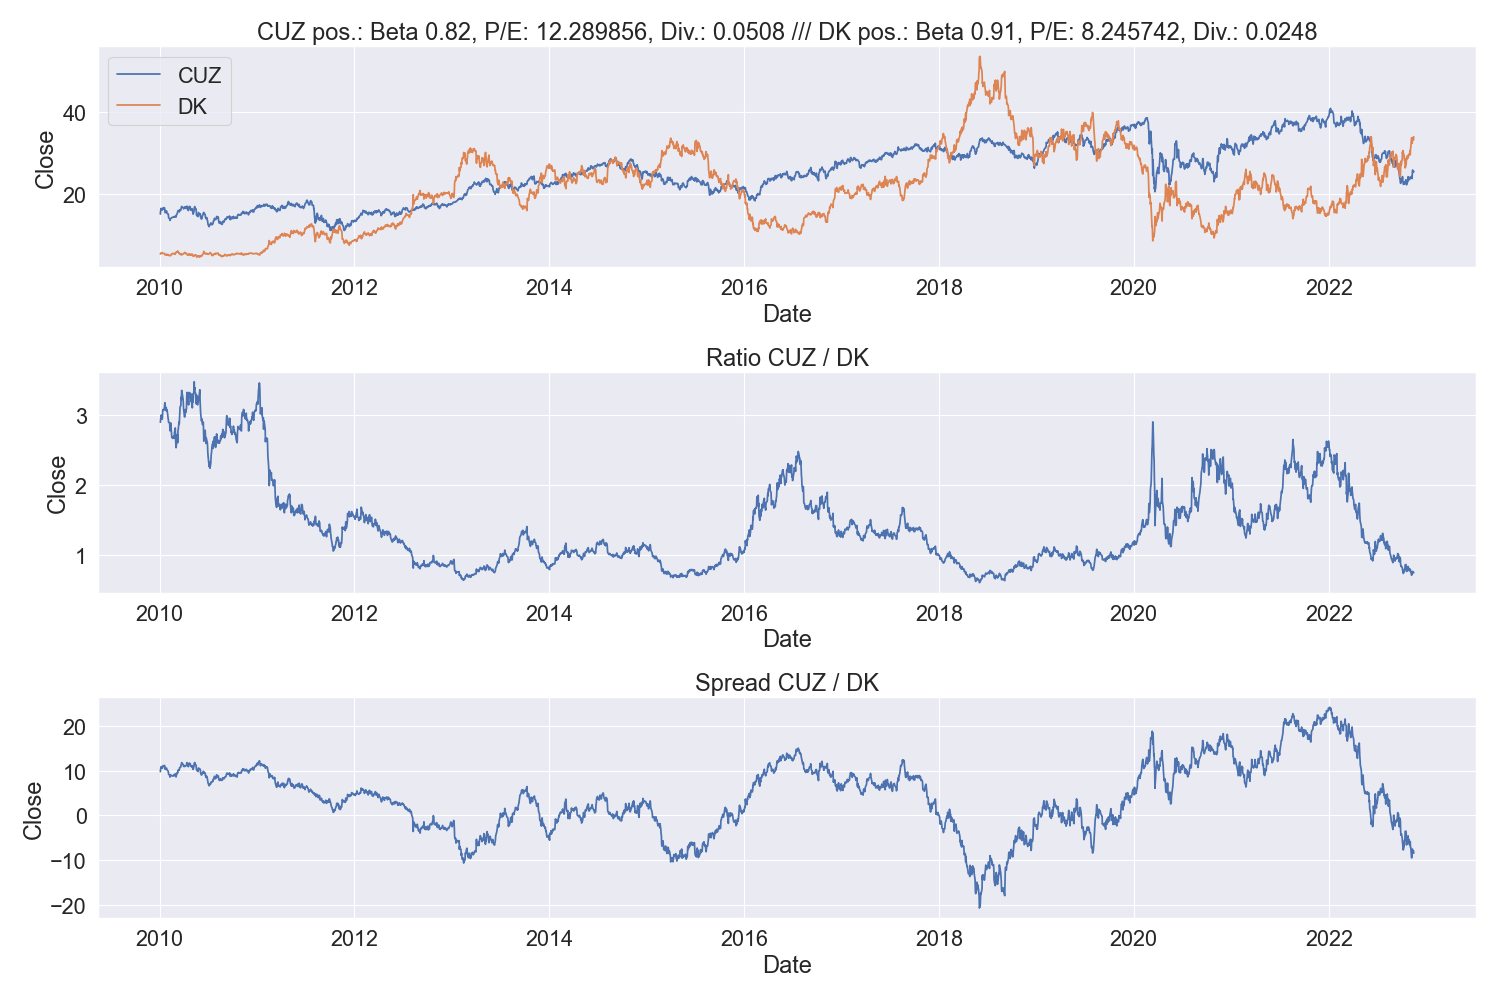 CUZ pos.: Beta 0.82, P/E: 12.289856, Div.: 0.0508 /// DK pos.: Beta 0.91, P/E: 8.245742, Div.: 0.0248
CUZ
DK
Close
40
20
2010 2012 2014 2016 2018 2020 2022
Date
Ratio CUZ / DK
Close
3
2
1
2010 2012 2014 2016 2018 2020 2022
Date
Spread CUZ / DK
Close
20
10
0
−10
−20
2010 2012 2014 2016 2018 2020 2022
Date